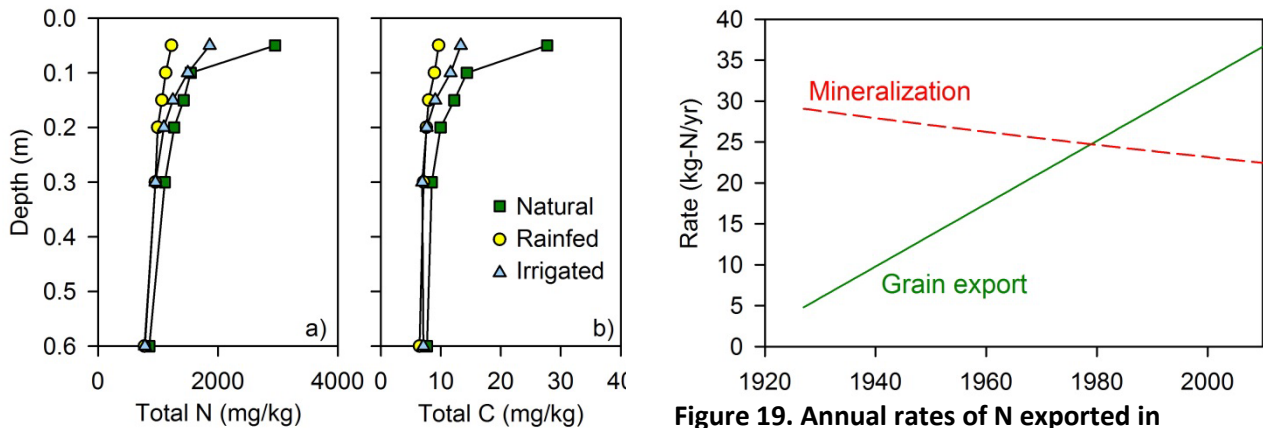 0.0
0.1
0.2
0.3
0.4
0.5
0.6
Depth (m)
a)
0
2000
4000
Total N (mg/kg)
Natural
Rainfed
Irrigated
b)
0
10
20
30
Total C (mg/kg)
40
35
30
25
20
15
10
5
0
Rate (kg-N/yr)
Mineralization
Grain export
1920
1940
1960
1980
2000
Figure 19. Annual rates of N exported in